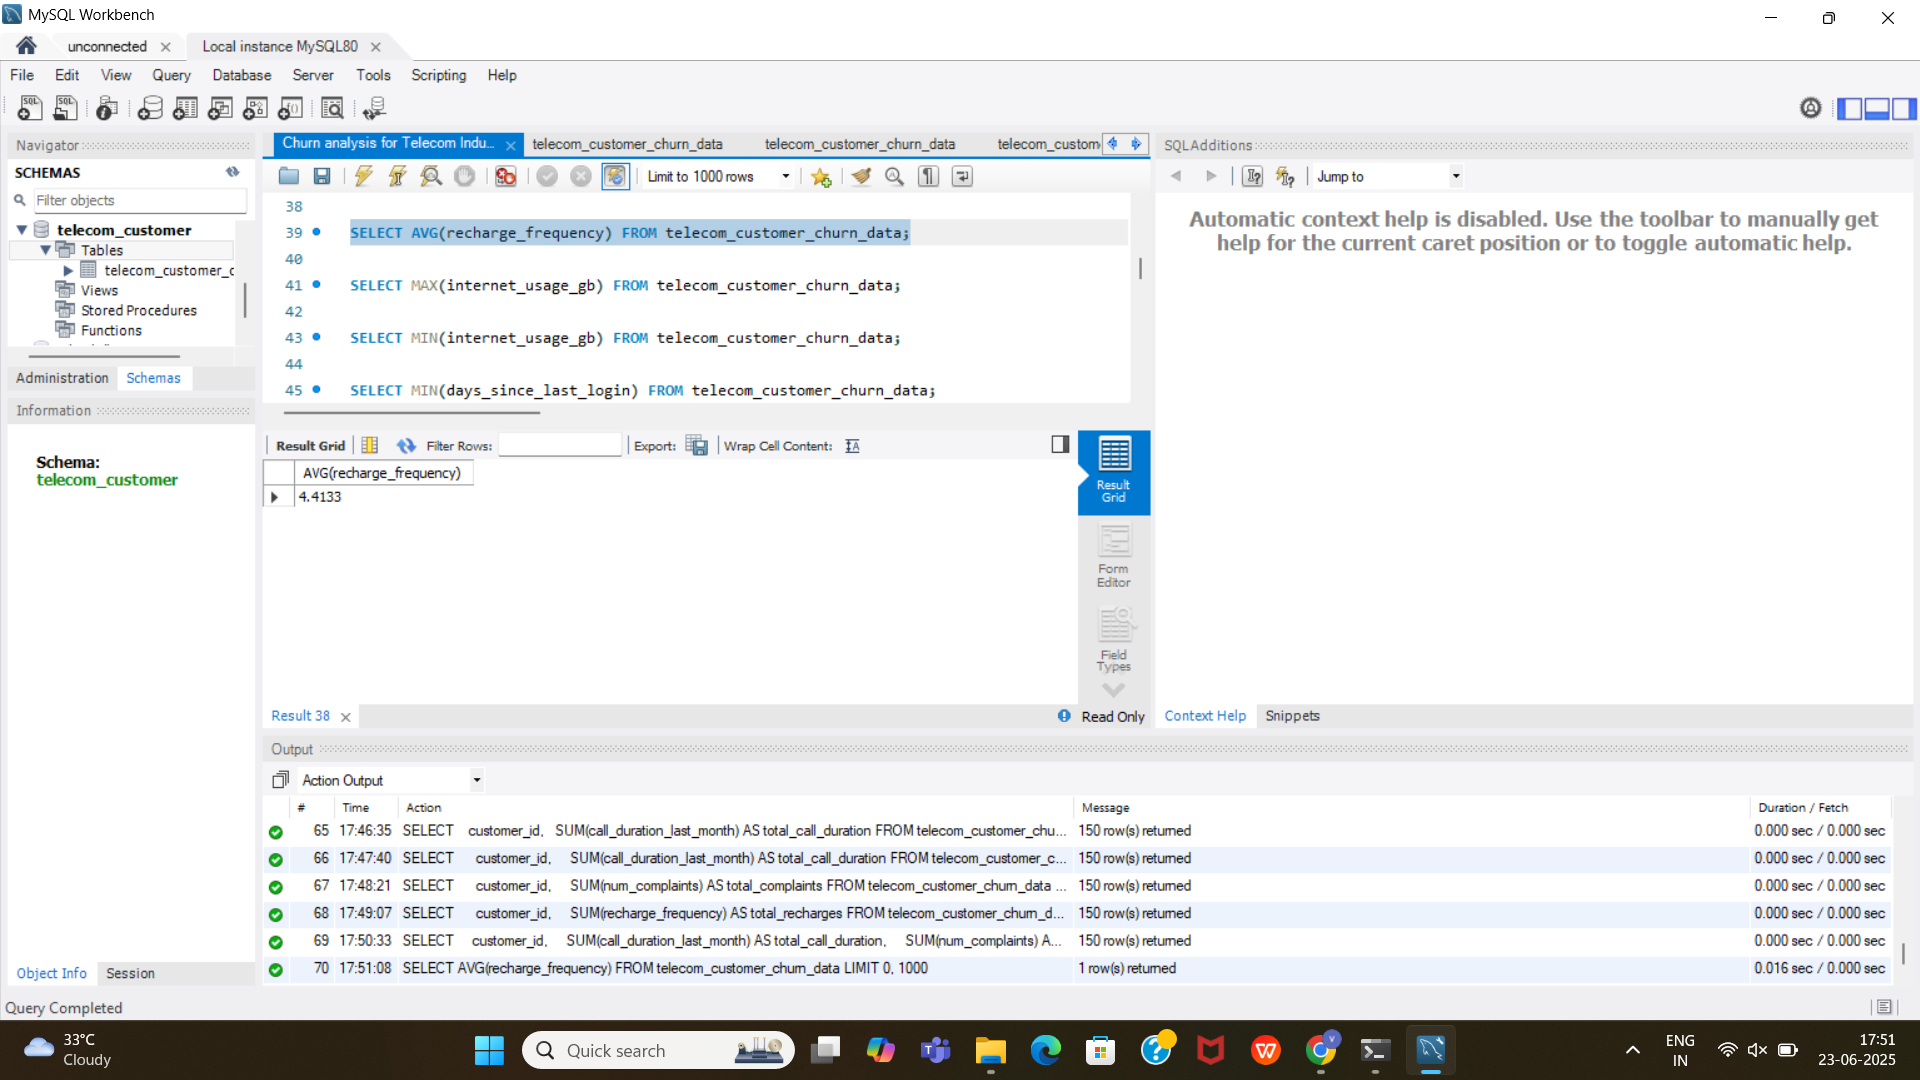 MySQL Workbench
unconnected
Local instance MySQL80
File Edit View Query Database Server Tools Scripting Help
Navigator
SCHEMAS
Filter objects
telecom_customer
Tables
telecom_customer_c
Views
Stored Procedures
Functions
Administration Schemas
Information
Schema:
telecom_customer
Object Info Session
Churn analysis for Telecom Indu...
telecom_customer_churn_data
telecom_customer_churn_data
telecom_custom
Limit to 1000 rows
38
39 SELECT AVG(recharge_frequency) FROM telecom_customer_churn_data;
40
41 SELECT MAX(internet_usage_gb) FROM telecom_customer_churn_data;
42
43 SELECT MIN(internet_usage_gb) FROM telecom_customer_churn_data;
44
45 SELECT MIN(days_since_last_login) FROM telecom_customer_churn_data;
Result Grid Filter Rows: Export: Wrap Cell Content:
AVG(recharge_frequency)
4.4133
Result
Grid
Form
Editor
Field
Types
Result 38
Read Only
SQLAdditions
Jump to
Automatic context help is disabled. Use the toolbar to manually get
help for the current caret position or to toggle automatic help.
Context Help Snippets
Output
Action Output
# Time Action Message Duration / Fetch
65 17:46:35 SELECT customer_id, SUM(call_duration_last_month) AS total_call_duration FROM telecom_customer_chu... 150 row(s) returned 0.000 sec / 0.000 sec
66 17:47:40 SELECT customer_id, SUM(call_duration_last_month) AS total_call_duration FROM telecom_customer_c... 150 row(s) returned 0.000 sec / 0.000 sec
67 17:48:21 SELECT customer_id, SUM(num_complaints) AS total_complaints FROM telecom_customer_churn_data ... 150 row(s) returned 0.000 sec / 0.000 sec
68 17:49:07 SELECT customer_id, SUM(recharge_frequency) AS total_recharges FROM telecom_customer_churn_d... 150 row(s) returned 0.000 sec / 0.000 sec
69 17:50:33 SELECT customer_id, SUM(call_duration_last_month) AS total_call_duration, SUM(num_complaints) A... 150 row(s) returned 0.000 sec / 0.000 sec
70 17:51:08 SELECT AVG(recharge_frequency) FROM telecom_customer_churn_data LIMIT 0, 1000 1 row(s) returned 0.016 sec / 0.000 sec
Query Completed
33°C
Cloudy
Quick search
ENG
IN
17:51
23-06-2025